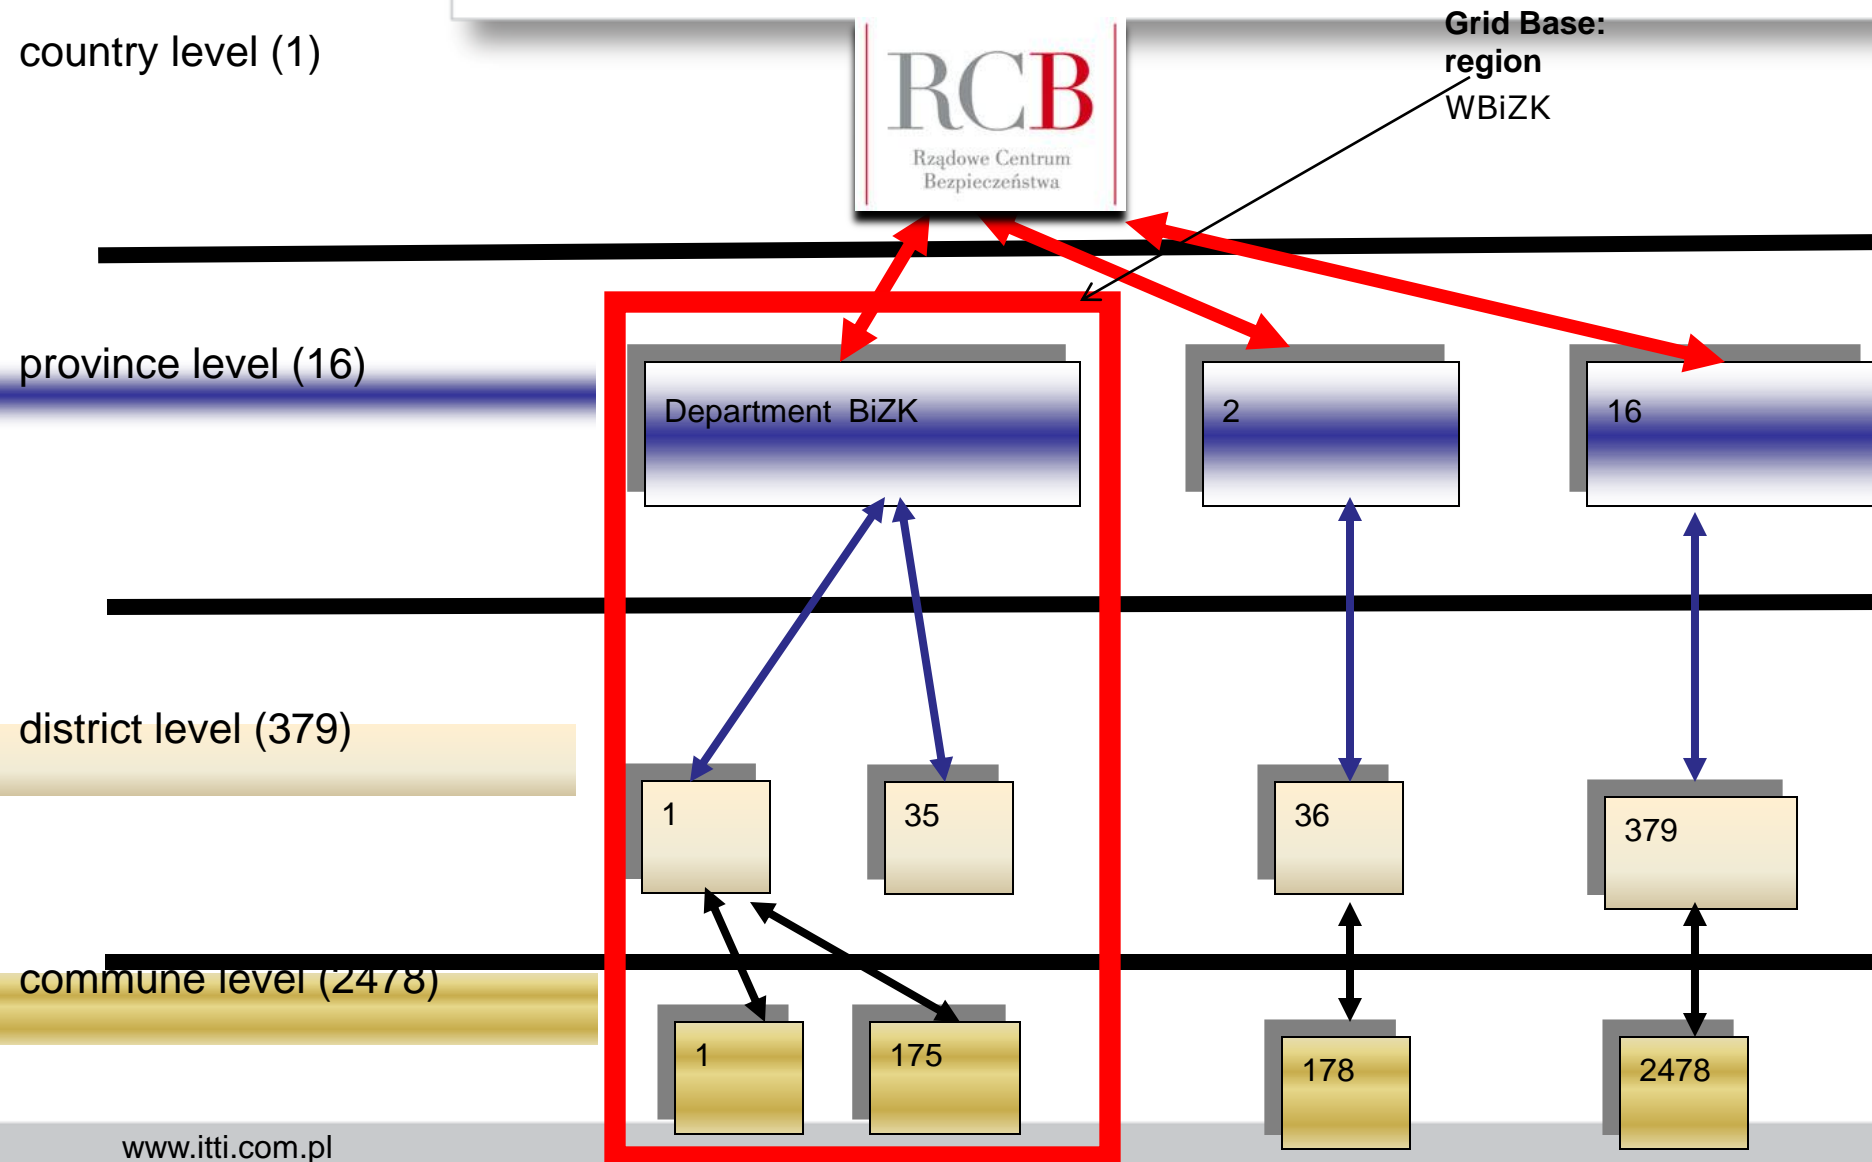 country level (1)
Grid Base:
region
WBiZK
RCB
Rządowe Centrum
Bezpieczeństwa
province level (16)
Department BiZK
2
16
district level (379)
1
35
36
379
commune level (2478)
1
175
178
2478
www.itti.com.pl